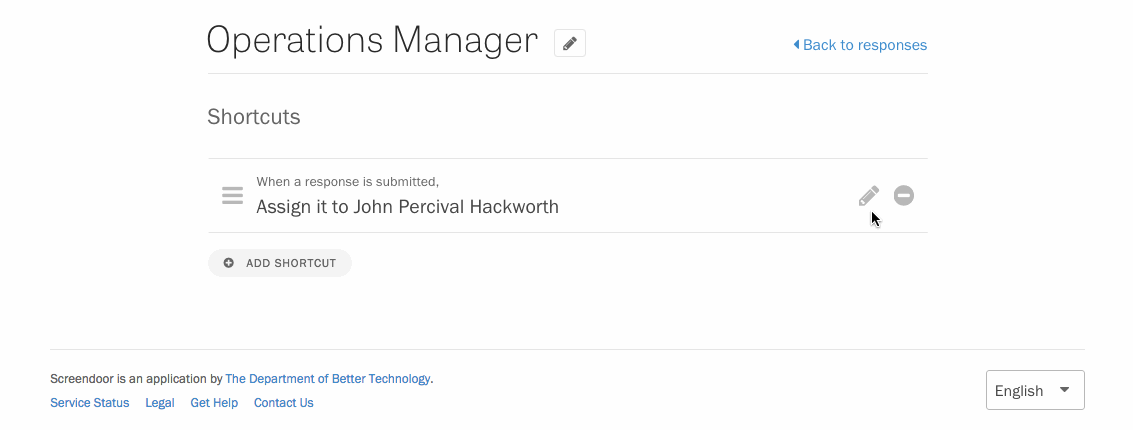 Operations Manager
Back to responses
Shortcuts
When a response is submitted,
Assign it to John Percival Hackworth
ADD SHORTCUT
Screendoor is an application by The Department of Better Technology.
Service Status Legal Get Help Contact Us
English